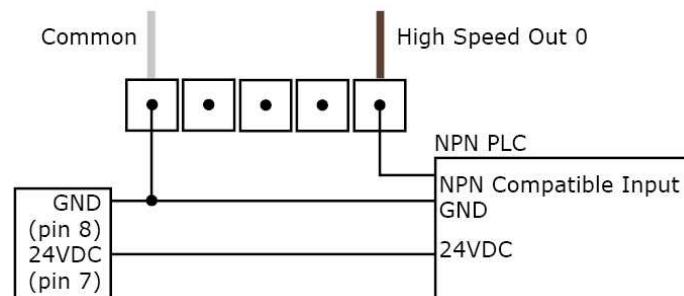 Common
High Speed Out 0
NPN PLC
NPN Compatible Input
GND
GND
(pin 8)
24VDC
24VDC
(pin 7)